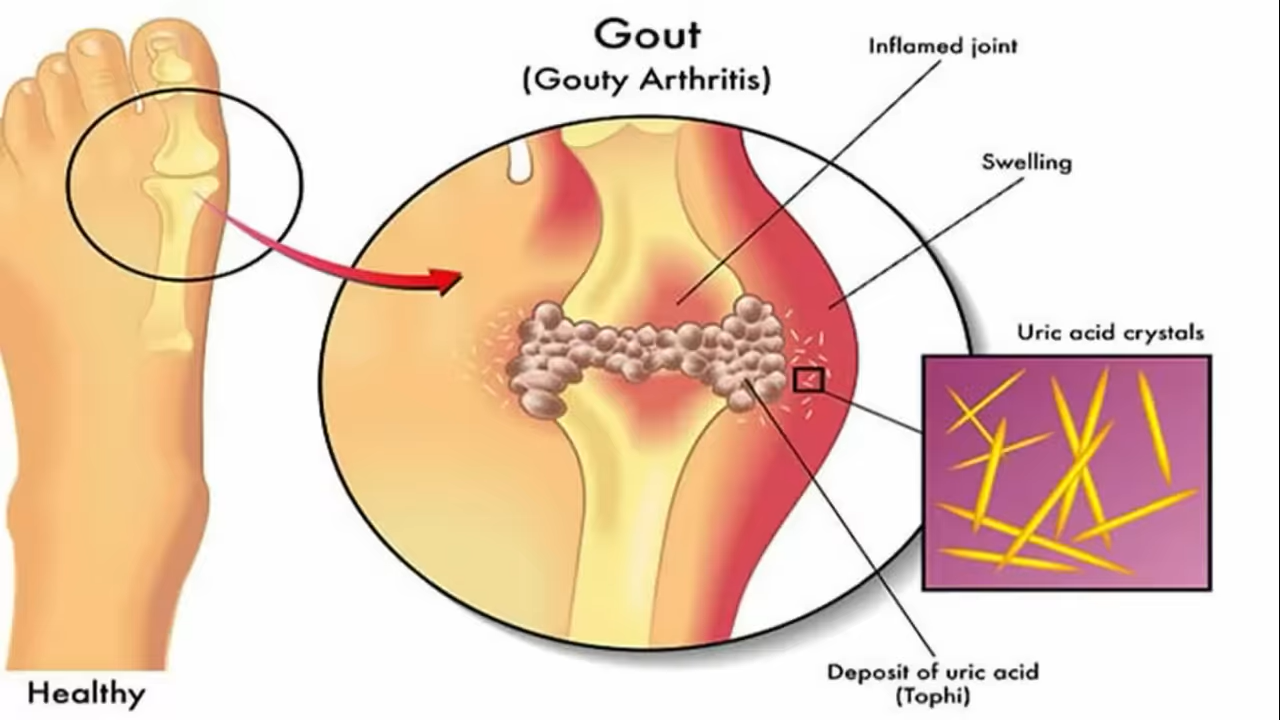 Gout
(Gouty Arthritis)
Inflamed joint
Swelling
Uric acid crystals
Deposit of uric acid
(Tophi)
Healthy